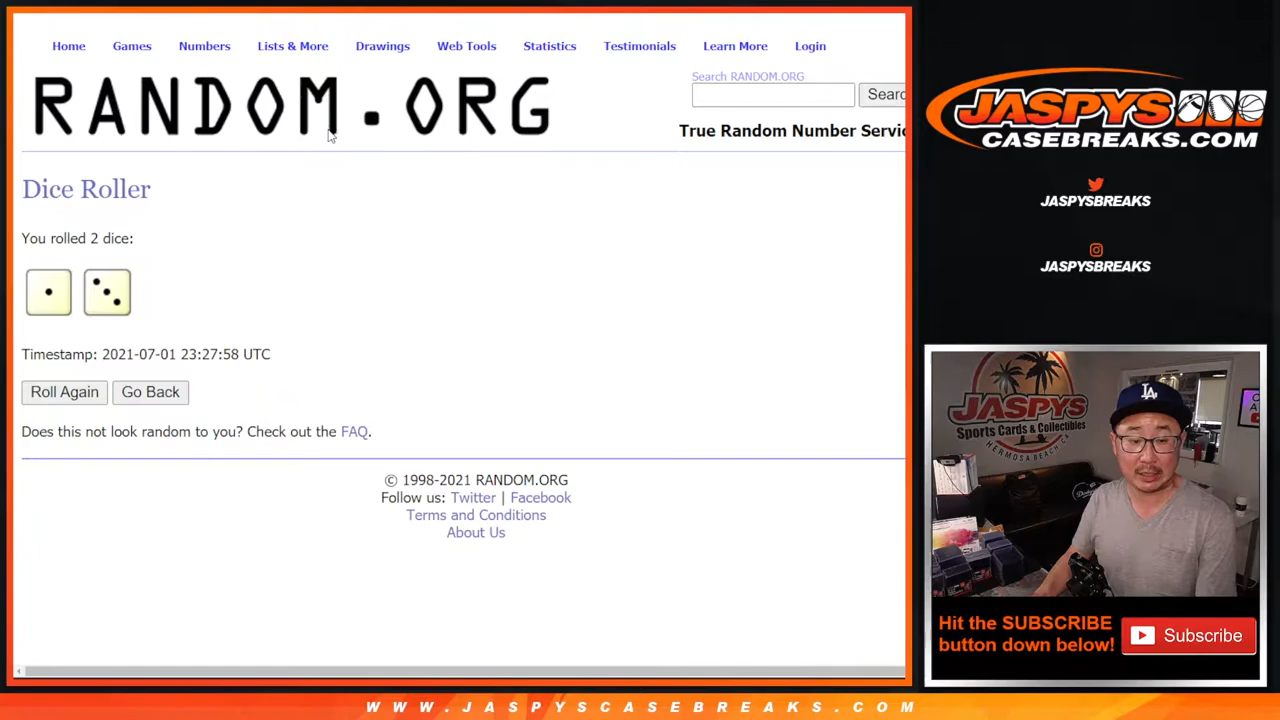 Home Games Numbers Lists & More Drawings Web Tools Statistics Testimonials Learn More Login
RANDOM.ORG
Search RANDOM.ORG
Searc
True Random Number Servic
Dice Roller
You rolled 2 dice:
Timestamp: 2021-07-01 23:27:58 UTC
Roll Again Go Back
Does this not look random to you? Check out the FAQ.
© 1998-2021 RANDOM.ORG
Follow us: Twitter | Facebook
Terms and Conditions
About Us
JASPYS
CASEBREAKS.COM
JASPYSBREAKS
JASPYSBREAKS
JASPYS
Sports Cards & Collectibles
HERMOSA BEACH, CA
LA
Hit the SUBSCRIBE
button down below!
Subscribe
WWW.JASPYSCASEBREAKS.COM